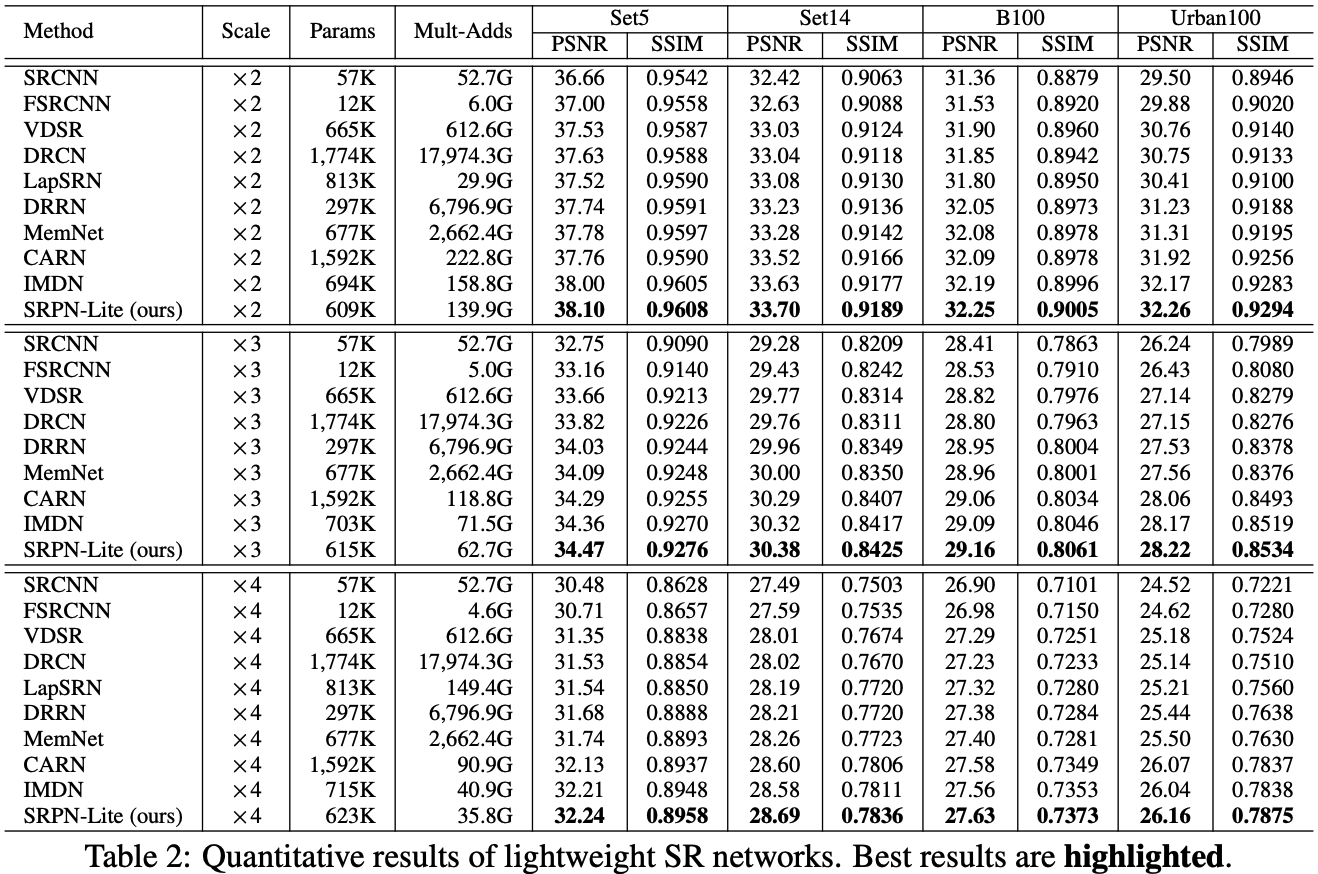 Method Scale Params Mult-Adds Set5 Set14 B100 Urban100
PSNR SSIM PSNR SSIM PSNR SSIM PSNR SSIM
SRCNN ×2 57K 52.7G 36.66 0.9542 32.42 0.9063 31.36 0.8879 29.50 0.8946
FSRCNN ×2 12K 6.0G 37.00 0.9558 32.63 0.9088 31.53 0.8920 29.88 0.9020
VDSR ×2 665K 612.6G 37.53 0.9587 33.03 0.9124 31.90 0.8960 30.76 0.9140
DRCN ×2 1,774K 17,974.3G 37.63 0.9588 33.04 0.9118 31.85 0.8942 30.75 0.9133
LapSRN ×2 813K 29.9G 37.52 0.9590 33.08 0.9130 31.80 0.8950 30.41 0.9100
DRRN ×2 297K 6,796.9G 37.74 0.9591 33.23 0.9136 32.05 0.8973 31.23 0.9188
MemNet ×2 677K 2,662.4G 37.78 0.9597 33.28 0.9142 32.08 0.8978 31.31 0.9195
CARN ×2 1,592K 222.8G 37.76 0.9590 33.52 0.9166 32.09 0.8978 31.92 0.9256
IMDN ×2 694K 158.8G 38.00 0.9605 33.63 0.9177 32.19 0.8996 32.17 0.9283
SRPN-Lite (ours) ×2 609K 139.9G 38.10 0.9608 33.70 0.9189 32.25 0.9005 32.26 0.9294
SRCNN ×3 57K 52.7G 32.75 0.9090 29.28 0.8209 28.41 0.7863 26.24 0.7989
FSRCNN ×3 12K 5.0G 33.16 0.9140 29.43 0.8242 28.53 0.7910 26.43 0.8080
VDSR ×3 665K 612.6G 33.66 0.9213 29.77 0.8314 28.82 0.7976 27.14 0.8279
DRCN ×3 1,774K 17,974.3G 33.82 0.9226 29.76 0.8311 28.80 0.7963 27.15 0.8276
DRRN ×3 297K 6,796.9G 34.03 0.9244 29.96 0.8349 28.95 0.8004 27.53 0.8378
MemNet ×3 677K 2,662.4G 34.09 0.9248 30.00 0.8350 28.96 0.8001 27.56 0.8376
CARN ×3 1,592K 118.8G 34.29 0.9255 30.29 0.8407 29.06 0.8034 28.06 0.8493
IMDN ×3 703K 71.5G 34.36 0.9270 30.32 0.8417 29.09 0.8046 28.17 0.8519
SRPN-Lite (ours) ×3 615K 62.7G 34.47 0.9276 30.38 0.8425 29.16 0.8061 28.22 0.8534
SRCNN ×4 57K 52.7G 30.48 0.8628 27.49 0.7503 26.90 0.7101 24.52 0.7221
FSRCNN ×4 12K 4.6G 30.71 0.8657 27.59 0.7535 26.98 0.7150 24.62 0.7280
VDSR ×4 665K 612.6G 31.35 0.8838 28.01 0.7674 27.29 0.7251 25.18 0.7524
DRCN ×4 1,774K 17,974.3G 31.53 0.8854 28.02 0.7670 27.23 0.7233 25.14 0.7510
LapSRN ×4 813K 149.4G 31.54 0.8850 28.19 0.7720 27.32 0.7280 25.21 0.7560
DRRN ×4 297K 6,796.9G 31.68 0.8888 28.21 0.7720 27.38 0.7284 25.44 0.7638
MemNet ×4 677K 2,662.4G 31.74 0.8893 28.26 0.7723 27.40 0.7281 25.50 0.7630
CARN ×4 1,592K 90.9G 32.13 0.8937 28.60 0.7806 27.58 0.7349 26.07 0.7837
IMDN ×4 715K 40.9G 32.21 0.8948 28.58 0.7811 27.56 0.7353 26.04 0.7838
SRPN-Lite (ours) ×4 623K 35.8G 32.24 0.8958 28.69 0.7836 27.63 0.7373 26.16 0.7875
Table 2: Quantitative results of lightweight SR networks. Best results are highlighted.